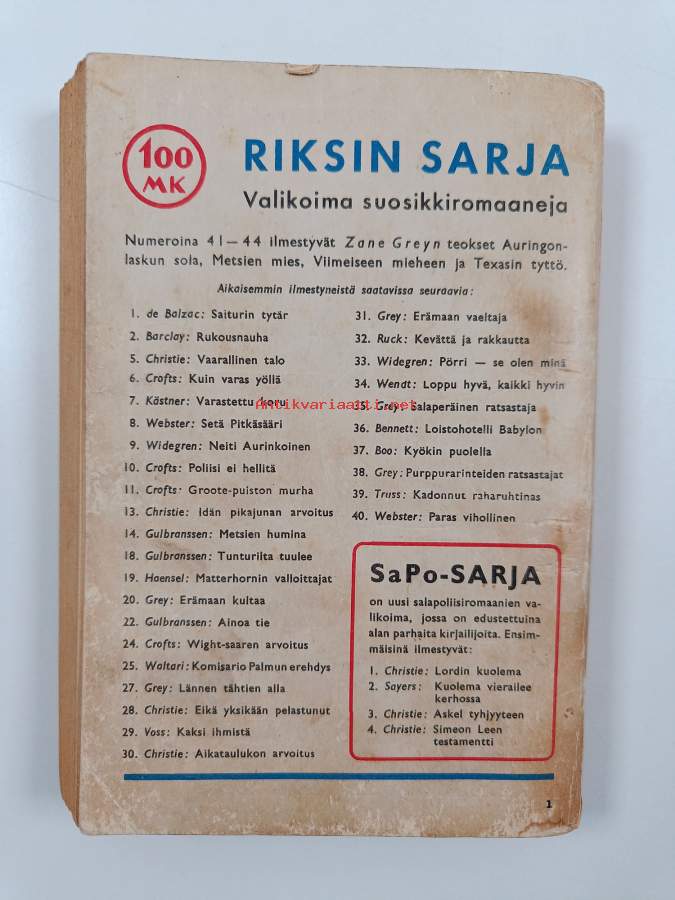 100
MK
RIKSIN SARJA
Valikoima suosikkiromaaneja
Numeroina 41—44 ilmestyvät Zane Greyn teokset Auringon-
laskun sola, Metsien mies, Viimeiseen mieheen ja Texasin tyttö.
Aikaisemmin ilmestyneistä saatavissa seuraavia:
1. de Balzac: Saiturin tytär
2. Barclay: Rukousnauha
5. Christie: Vaarallinen talo
6. Crofts: Kuin varas yöllä
7. Kästner: Varastettu koru
8. Webster: Setä Pitkäsääri
9. Widegren: Neiti Aurinkoinen
10. Crofts: Poliisi ei hellitä
11. Crofts: Groote-puiston murha
13. Christie: Idän pikajunan arvoitus
14. Gulbranssen: Metsien humina
18. Gulbranssen: Tunturilta tuulee
19. Haensel: Matterhornin valloittajat
20. Grey: Erämaan kultaa
22. Gulbranssen: Ainoa tie
24. Crofts: Wight-saaren arvoitus
25. Waltari: Komisario Palmun erehdys
27. Grey: Lännen tähtien alla
28. Christie: Eikä yksikään pelastunut
29. Voss: Kaksi ihmistä
30. Christie: Aikataulukon arvoitus
31. Grey: Erämaan vaeltaja
32. Ruck: Kevättä ja rakkautta
33. Widegren: Pörri — se olen minä
34. Wendt: Loppu hyvä, kaikki hyvin
35. Grey: Salaperäinen ratsastaja
36. Bennett: Loistohotelli Babylon
37. Boo: Kyökin puolella
38. Grey: Purppurarinteiden ratsastajat
39. Truss: Kadonnut raharuhtinas
40. Webster: Paras vihollinen
SaPo-SARJA
on uusi salapoliisiromaanien va-
likoima, jossa on edustettuina
alan parhaita kirjailijoita. Ensim-
mäisinä ilmestyvät:
1. Christie: Lordin kuolema
2. Sayers: Kuolema vierailee
kerhossa
3. Christie: Askel tyhjyyteen
4. Christie: Simeon Leen
testamentti
1
Antikvariaatti.net